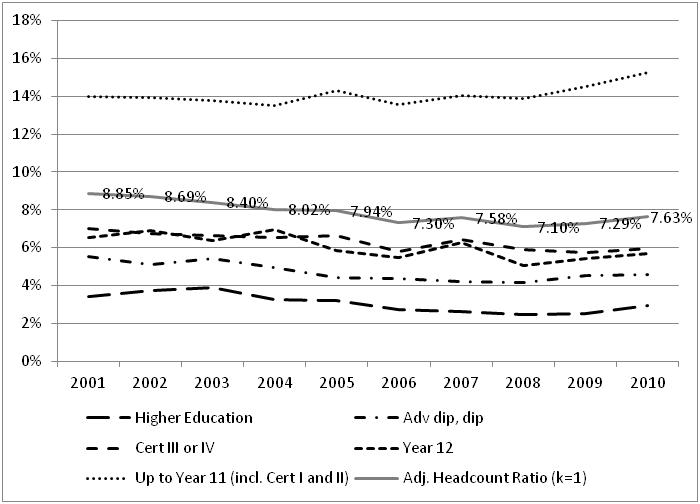 18%
16%
14%
12%
10%
8%
6%
4%
2%
0%
8.85% 8.69% 8.40% 8.02% 7.94% 7.30% 7.58% 7.10% 7.29% 7.63%
2001 2002 2003 2004 2005 2006 2007 2008 2009 2010
Higher Education Adv dip, dip
Cert III or IV Year 12
Up to Year 11 (incl. Cert I and II) Adj. Headcount Ratio (k=1)